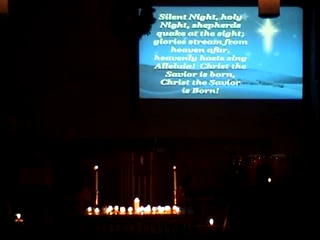 Silent Night, holy
Night, shepherds
quake at the sight;
glories stream from
heaven afar,
heavenly hosts sing
Alleluia! Christ the
Savior is born,
Christ the Savior
is Born!